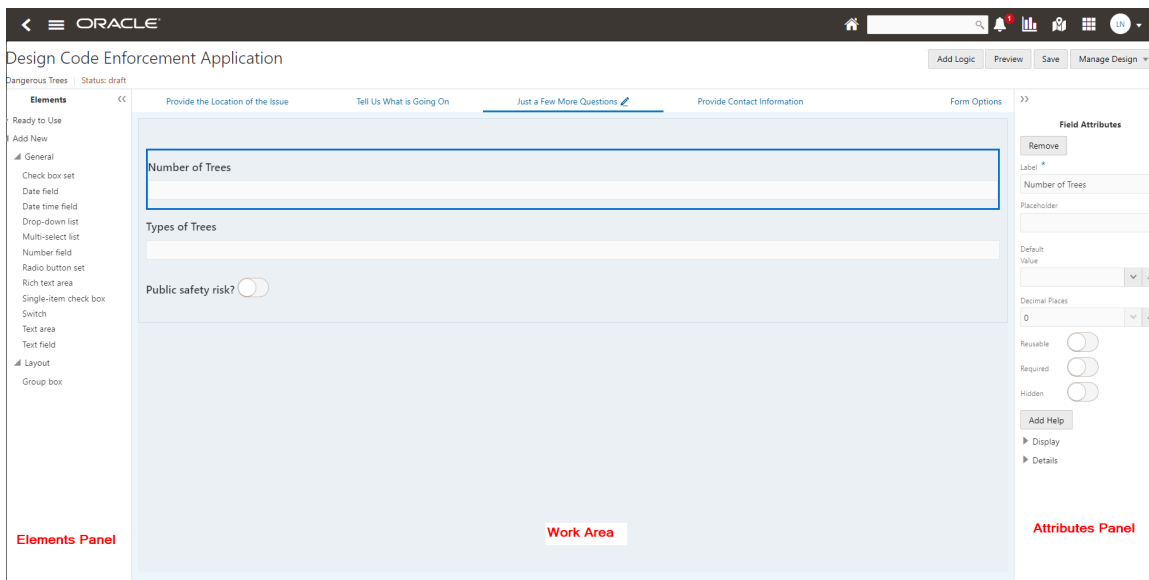 ORACLE
1
LN
Design Code Enforcement Application
Add Logic
Preview
Save
Manage Design
Dangerous Trees | Status: draft
Elements
<<
Ready to Use
Add New
General
Check box set
Date field
Date time field
Drop-down list
Multi-select list
Number field
Radio button set
Rich text area
Single-item check box
Switch
Text area
Text field
Layout
Group box
Elements Panel
Provide the Location of the Issue
Tell Us What is Going On
Just a Few More Questions
Provide Contact Information
Form Options
Number of Trees
Types of Trees
Public safety risk?
Work Area
>>
Field Attributes
Remove
Label *
Number of Trees
Placeholder
Default
Value
Decimal Places
0
Reusable
Required
Hidden
Add Help
Display
Details
Attributes Panel